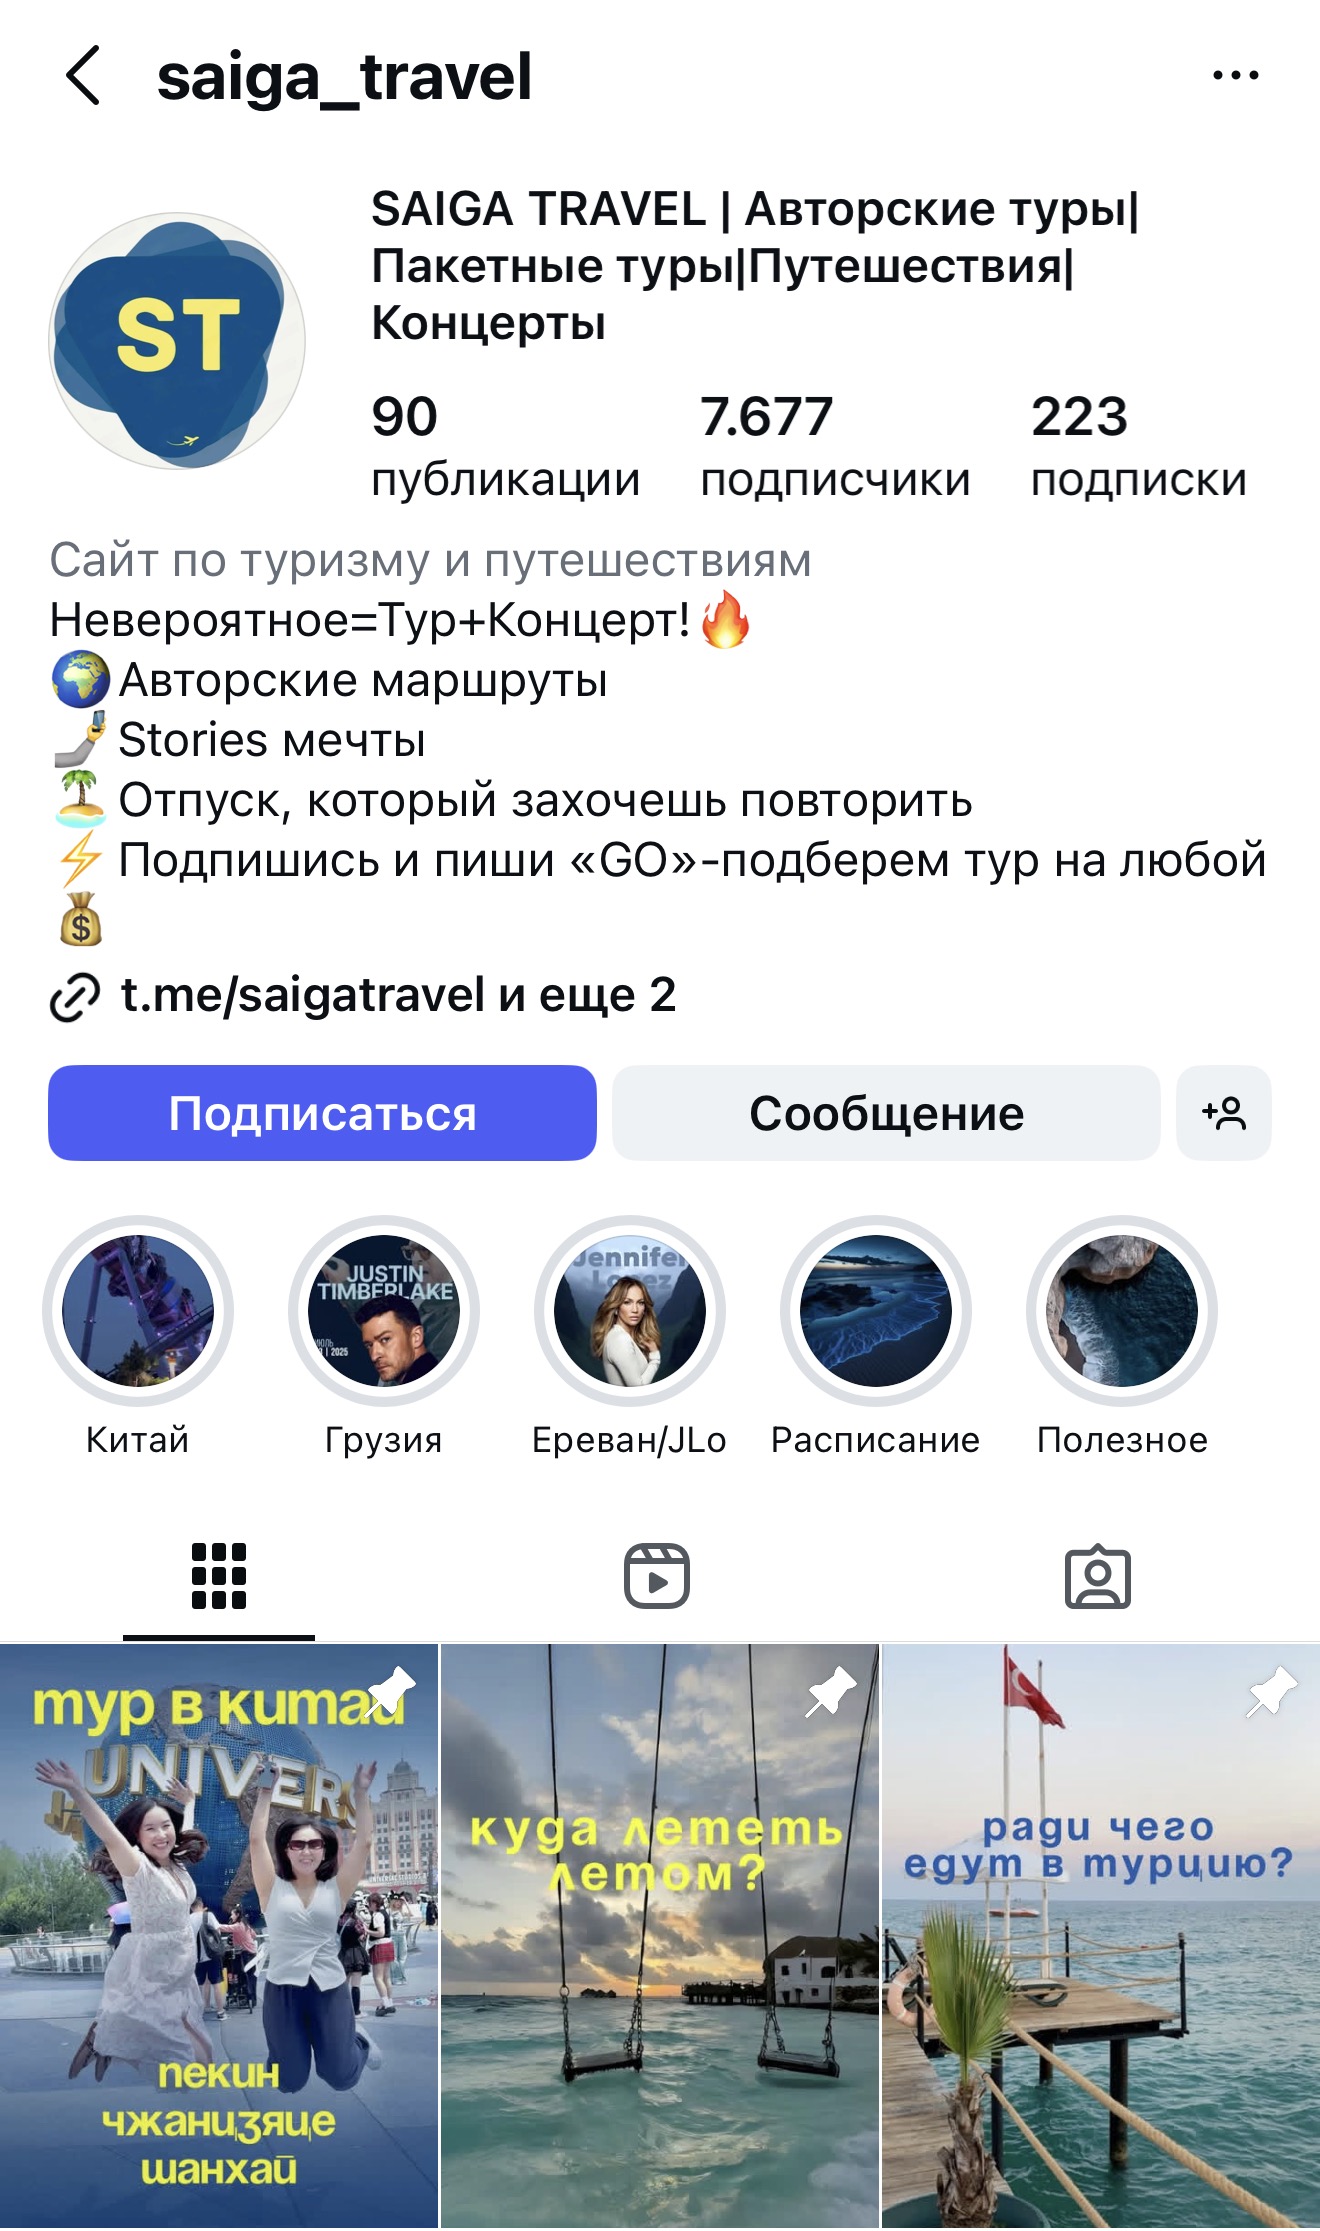 saiga_travel
ST
SAIGA TRAVEL | Авторские туры|
Пакетные туры|Путешествия|
Концерты
90 7.677 223
публикации подписчики подписки
Сайт по туризму и путешествиям
Невероятное=Тур+Концерт!🔥
🌍Авторские маршруты
🤳Stories мечты
🏝️Отпуск, который захочешь повторить
⚡️Подпишись и пиши «GO»-подберем тур на любой
💰
t.me/saigatravel и еще 2
Подписаться Сообщение
JUSTIN
TIMBERLAKE
2025
Jennifer
Lopez
Китай Грузия Ереван/JLo Расписание Полезное
тур в китай
UNIVERS
пекин
чжанцзяце
шанхай
куда лететь
летом?
ради чего
едут в турцию?